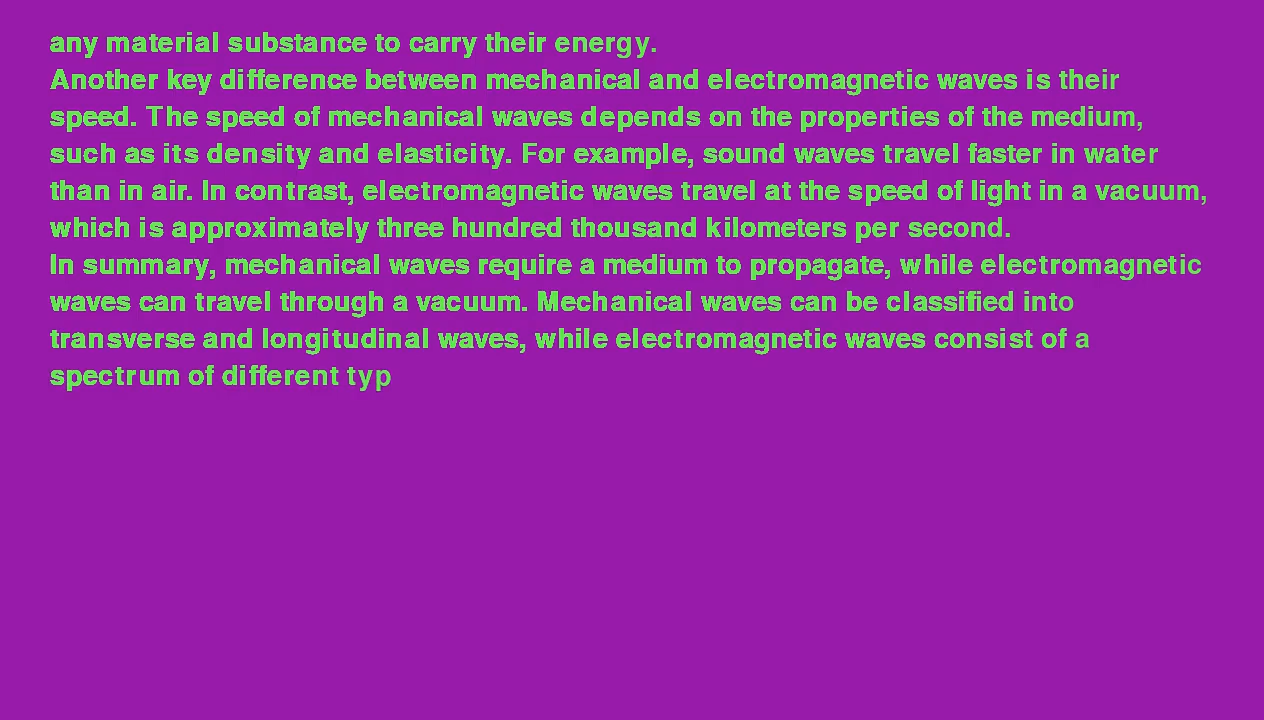 any material substance to carry their energy.
Another key difference between mechanical and electromagnetic waves is their
speed. The speed of mechanical waves depends on the properties of the medium,
such as its density and elasticity. For example, sound waves travel faster in water
than in air. In contrast, electromagnetic waves travel at the speed of light in a vacuum,
which is approximately three hundred thousand kilometers per second.
In summary, mechanical waves require a medium to propagate, while electromagnetic
waves can travel through a vacuum. Mechanical waves can be classified into
transverse and longitudinal waves, while electromagnetic waves consist of a
spectrum of different typ